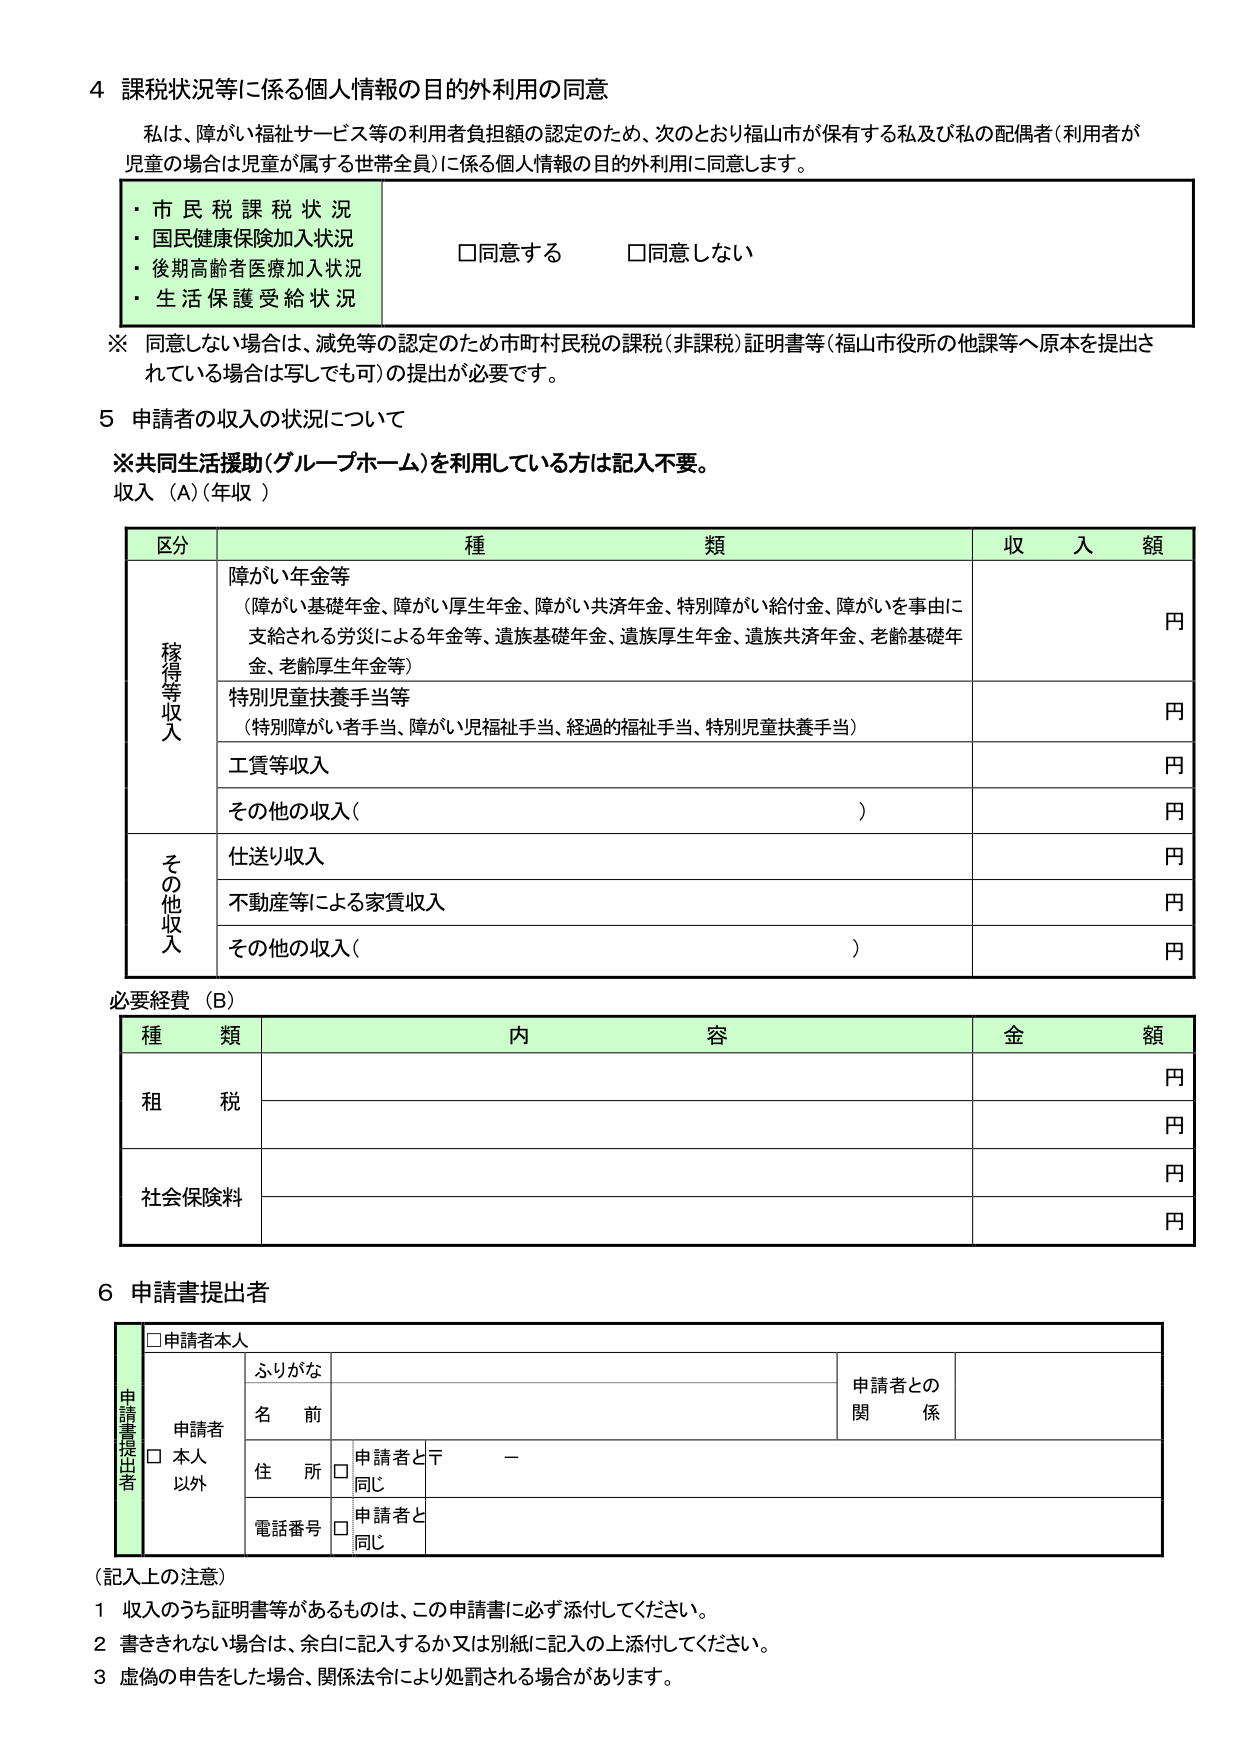 ４ 課税状況等に係る個人情報の目的外利用の同意
私は、障がい福祉サービス等の利用者負担額の認定のため、次のとおり福山市が保有する私及び私の配偶者（利用者が
児童の場合は児童が属する世帯全員）に係る個人情報の目的外利用に同意します。
・ 市民税課税状況
・ 国民健康保険加入状況
・ 後期高齢者医療加入状況
・ 生活保護受給状況
□同意する □同意しない
※ 同意しない場合は、減免等の認定のため市町村民税の課税（非課税）証明書等（福山市役所の他課等へ原本を提出さ
れている場合は写しでも可）の提出が必要です。
５ 申請者の収入の状況について
※共同生活援助（グループホーム）を利用している方は記入不要。
収入 （A）（年収 ）
区分 種類 収入額
稼得等収入
障がい年金等
（障がい基礎年金、障がい厚生年金、障がい共済年金、特別障がい給付金、障がいを事由に
支給される労災による年金等、遺族基礎年金、遺族厚生年金、遺族共済年金、老齢基礎年
金、老齢厚生年金等）
円
特別児童扶養手当等
（特別障がい者手当、障がい児福祉手当、経過的福祉手当、特別児童扶養手当）
円
工賃等収入 円
その他の収入（ ） 円
その他収入
仕送り収入 円
不動産等による家賃収入 円
その他の収入（ ） 円
必要経費 （B）
種類 内容 金額
租税
円
円
社会保険料
円
円
６ 申請書提出者
申請書提出者
□申請者本人
□ 申請者
本人
以外
ふりがな
名前
申請者との
関係
住所 □ 申請者と
同じ
〒 －
電話番号 □ 申請者と
同じ
（記入上の注意）
１ 収入のうち証明書等があるものは、この申請書に必ず添付してください。
２ 書ききれない場合は、余白に記入するか又は別紙に記入の上添付してください。
３ 虚偽の申告をした場合、関係法令により処罰される場合があります。